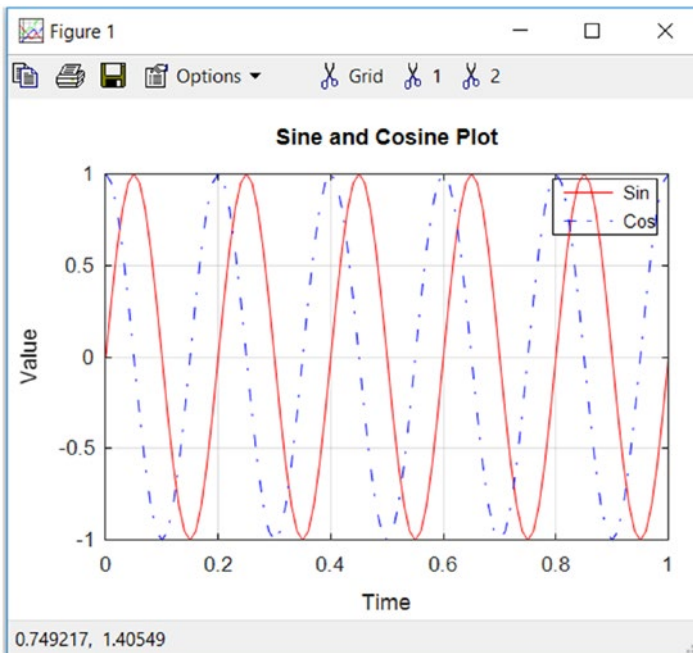 Figure 1
Options Grid 1 2
Sine and Cosine Plot
Sin
Cos
1
0.5
0
-0.5
-1
Value
0 0.2 0.4 0.6 0.8 1
Time
0.749217, 1.40549